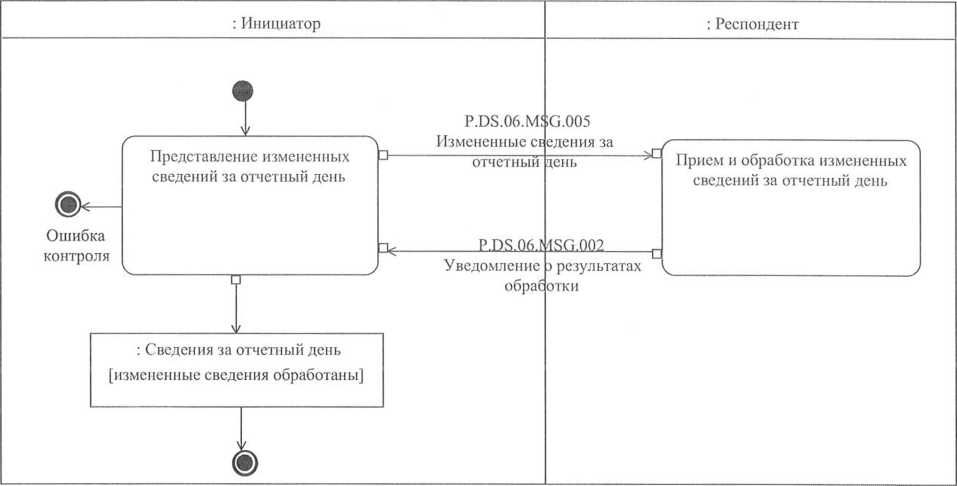 : Инициатор
: Респондент
P.DS.06.MSG.005
Измененные сведения за
отчетный день
Представление измененных
сведений за отчетный день
Прием и обработка измененных
сведений за отчетный день
Ошибка
контроля
P.DS.06.MSG.002
Уведомление о результатах
обработки
: Сведения за отчетный день
[измененные сведения обработаны]